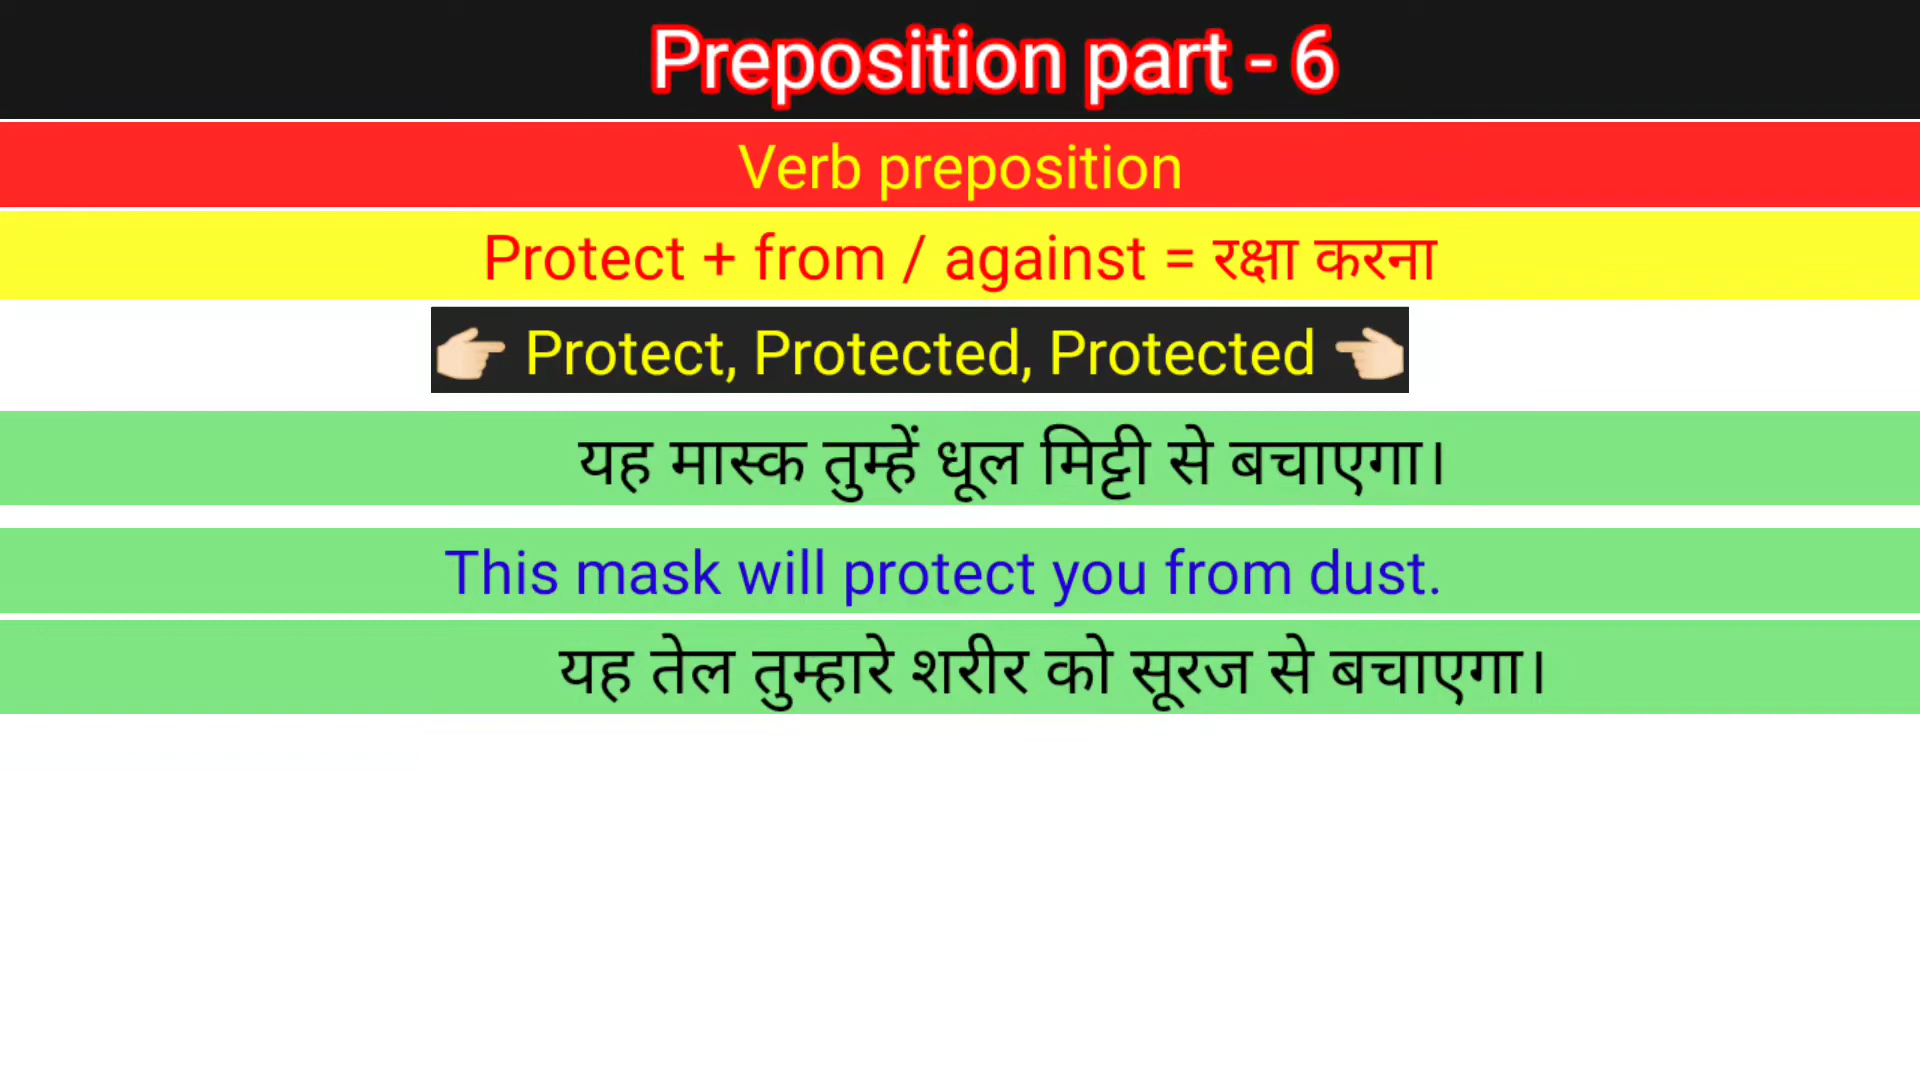 Preposition part - 6
Verb preposition
Protect + from / against = रक्षा करना
👉🏻 Protect, Protected, Protected 👈🏻
यह मास्क तुम्हें धूल मिट्टी से बचाएगा।
This mask will protect you from dust.
यह तेल तुम्हारे शरीर को सूरज से बचाएगा।